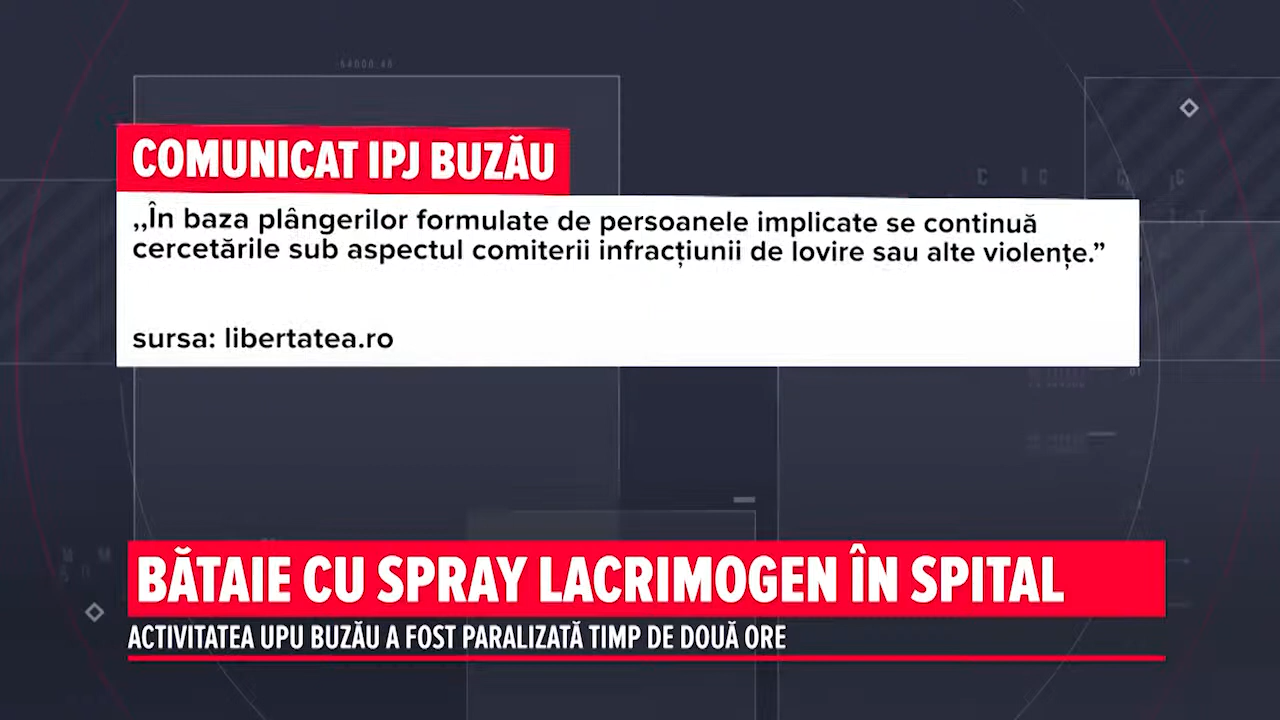 COMUNICAT IPJ BUZĂU
„În baza plângerilor formulate de persoanele implicate se continuă
cercetările sub aspectul comiterii infracțiunii de lovire sau alte violențe.”
sursa: libertatea.ro
BĂTAIE CU SPRAY LACRIMOGEN ÎN SPITAL
ACTIVITATEA UPU BUZĂU A FOST PARALIZATĂ TIMP DE DOUĂ ORE